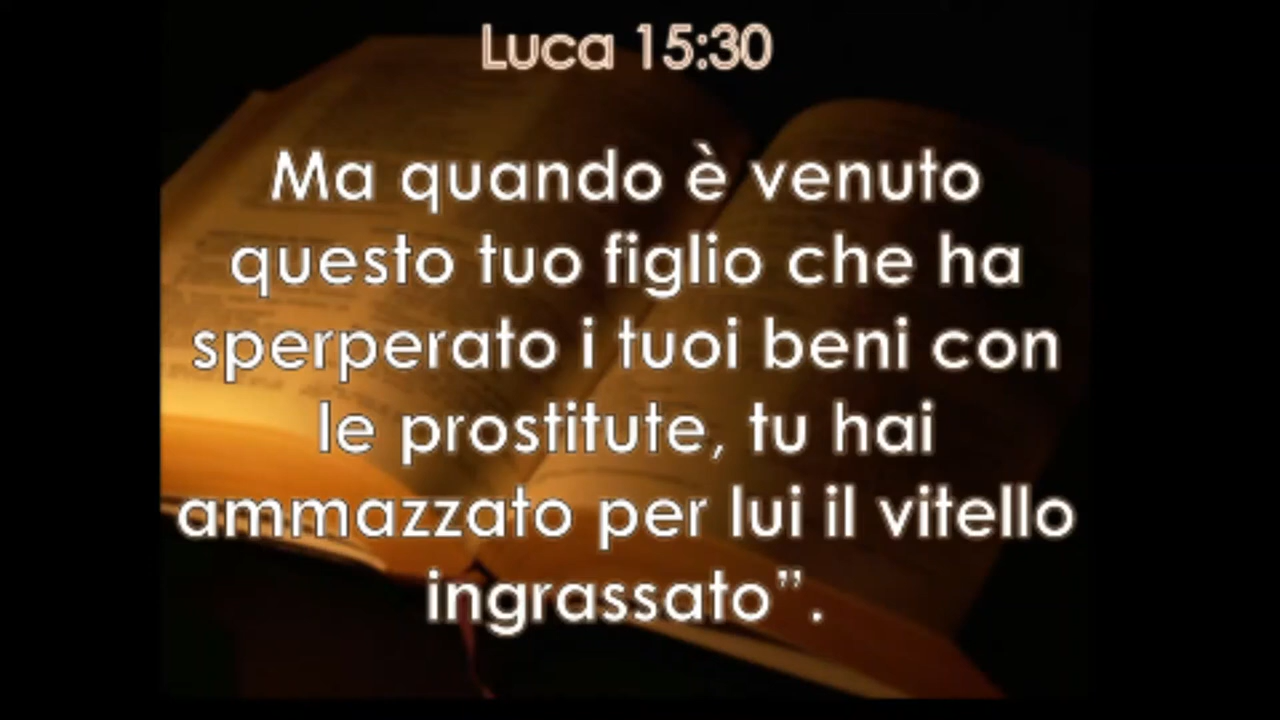 Luca 15:30
Ma quando è venuto
questo tuo figlio che ha
sperperato i tuoi beni con
le prostitute, tu hai
ammazzato per lui il vitello
ingrassato”.